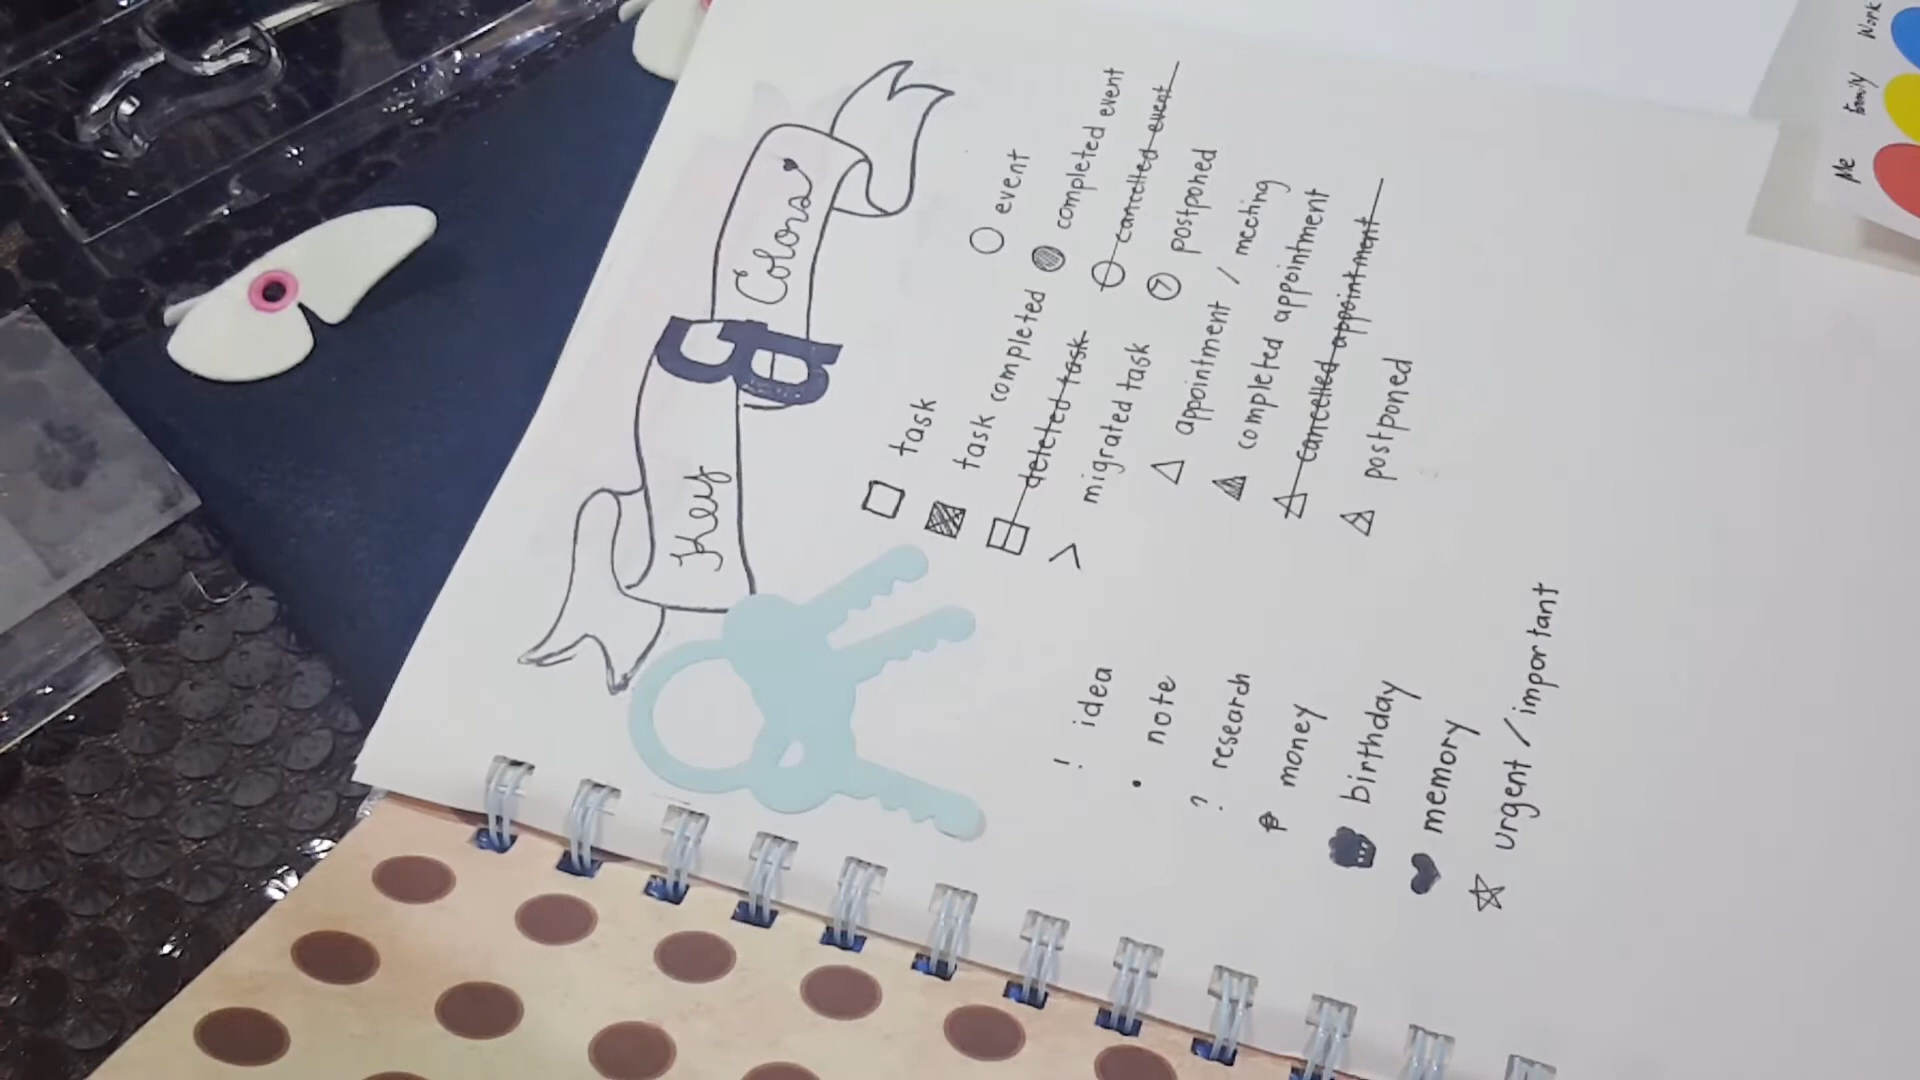 Key & Colors
□ task
▩ task completed
⊟ deleted task
> migrated task
△ appointment / meeting
▲ completed appointment
△ cancelled appointment
△ postponed
○ event
● completed event
⊖ cancelled event
postponed
! idea
• note
? research
money
birthday
♥ memory
☆ urgent / important
Me
family
Work